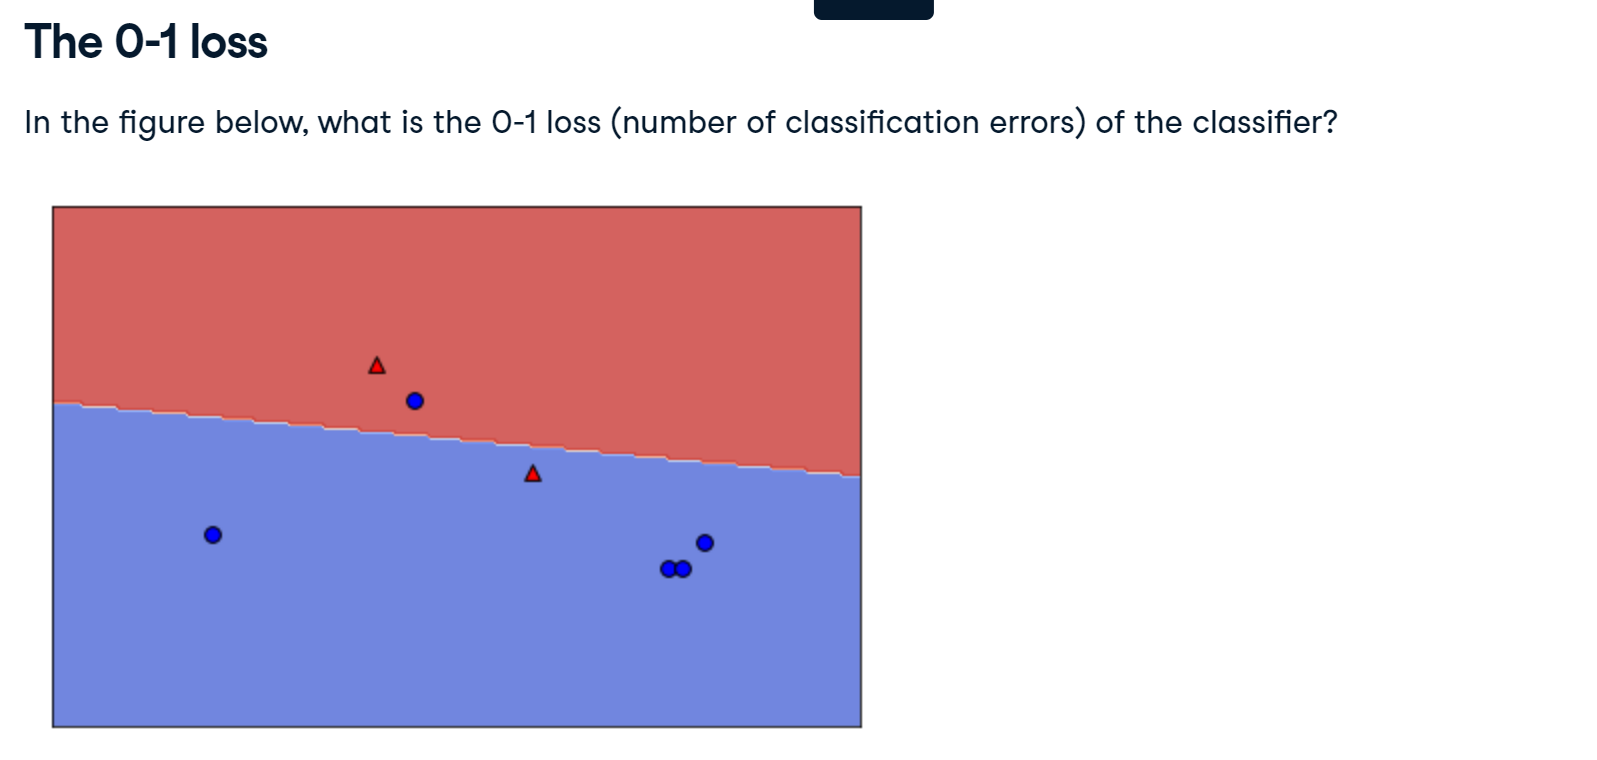 The 0-1 loss
In the figure below, what is the 0-1 loss (number of classification errors) of the classifier?